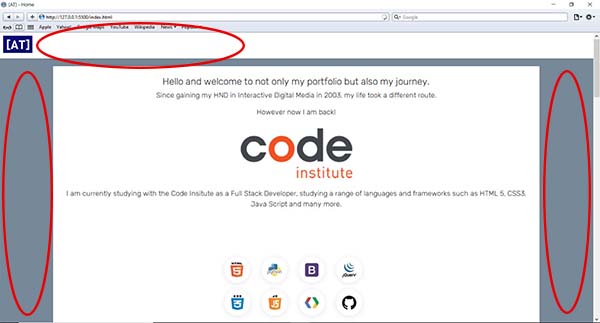 [AT] - Home
http://127.0.0.1:5500/index.html
Google
Apple Yahoo! Google Maps YouTube Wikipedia News Popular
[AT]
Hello and welcome to not only my portfolio but also my journey.
Since gaining my HND in Interactive Digital Media in 2003, my life took a different route.
However now I am back!
code
institute
I am currently studying with the Code Insitute as a Full Stack Developer, studying a range of languages and frameworks such as HTML 5, CSS3,
Java Script and many more.
HTML
python
B
jQuery
CSS
JS